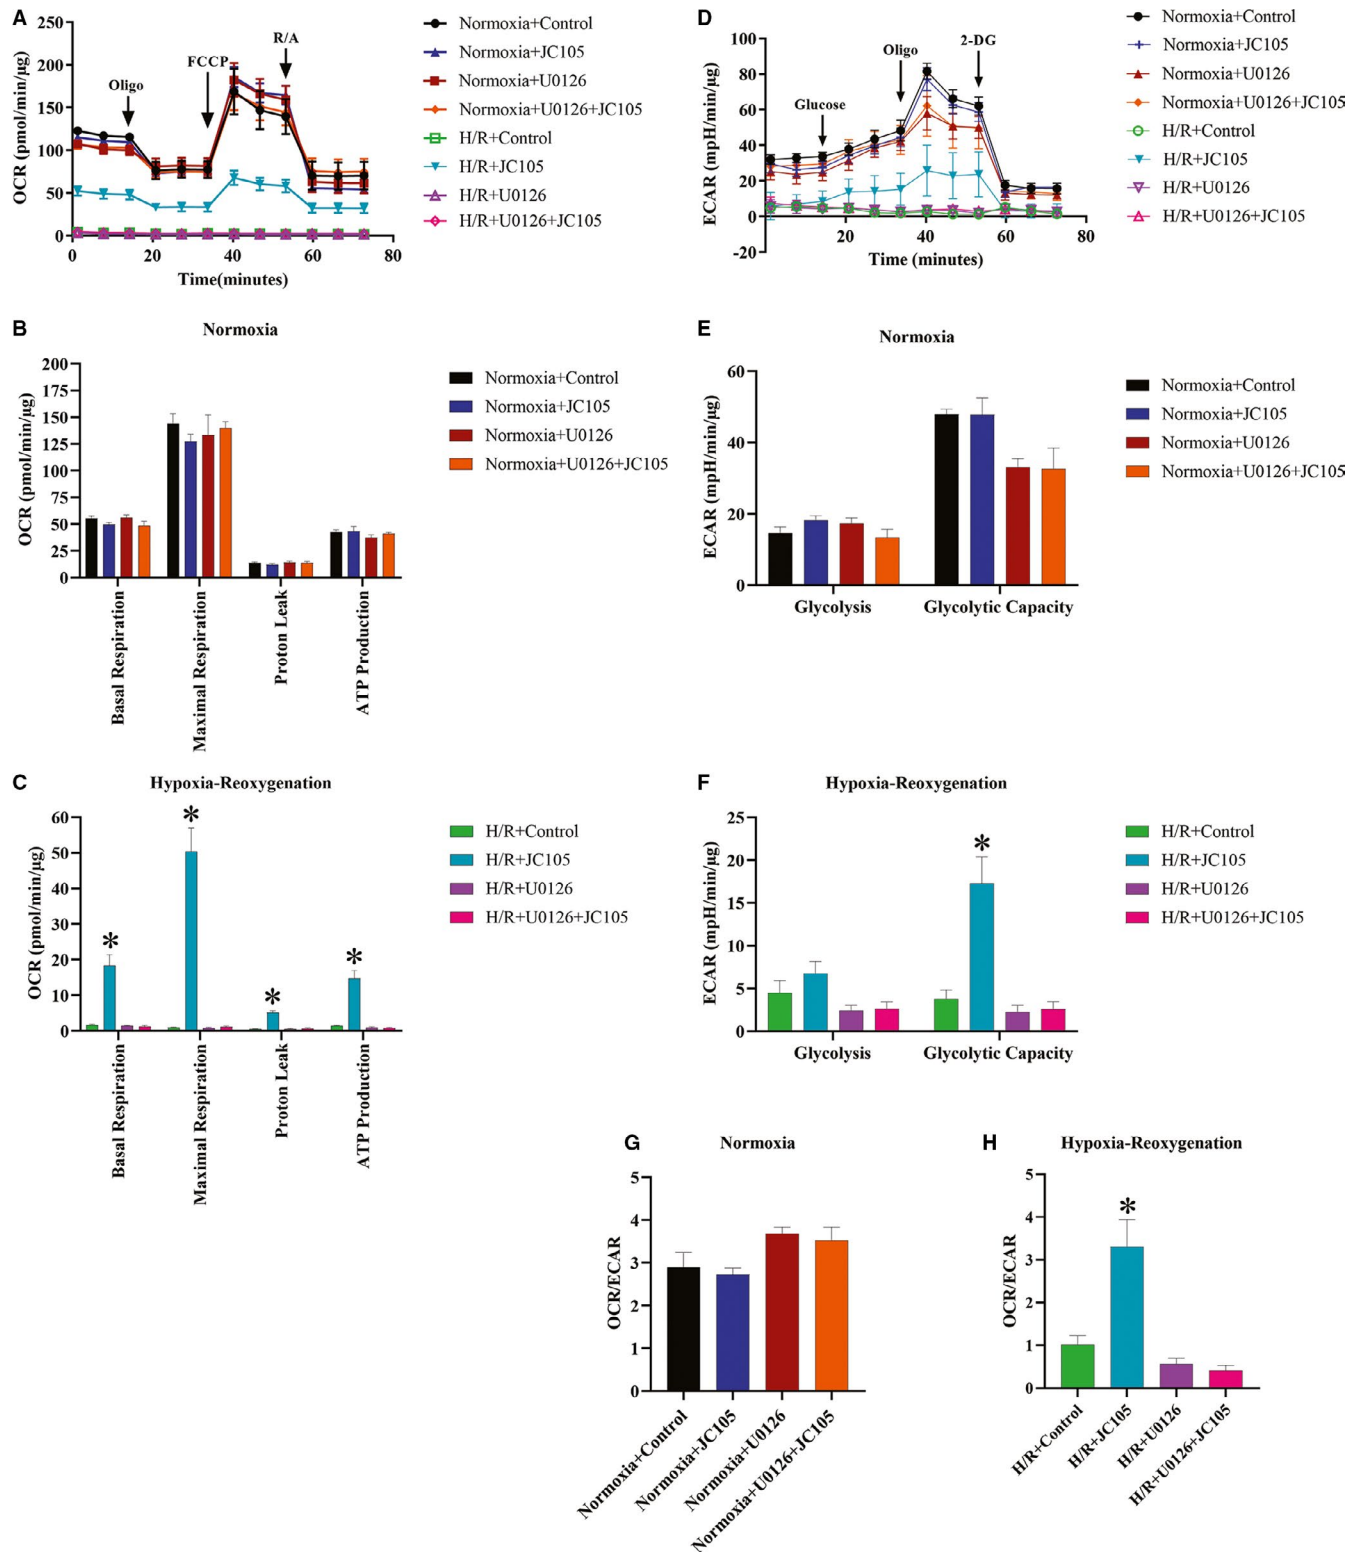 A
OCR (pmol/min/μg)
250
200
150
100
50
0
0
20
40
60
80
Time(minutes)
Oligo
FCCP
R/A
Normoxia+Control
Normoxia+JC105
Normoxia+U0126
Normoxia+U0126+JC105
H/R+Control
H/R+JC105
H/R+U0126
H/R+U0126+JC105
D
ECAR (mpH/min/μg)
100
80
60
40
20
0
-20
20
40
60
80
Time (minutes)
Glucose
Oligo
2-DG
Normoxia+Control
Normoxia+JC105
Normoxia+U0126
Normoxia+U0126+JC105
H/R+Control
H/R+JC105
H/R+U0126
H/R+U0126+JC105
B
Normoxia
OCR (pmol/min/μg)
200
175
150
125
100
75
50
25
0
Basal Respiration
Maximal Respiration
Proton Leak
ATP Production
Normoxia+Control
Normoxia+JC105
Normoxia+U0126
Normoxia+U0126+JC105
E
Normoxia
ECAR (mpH/min/μg)
60
40
20
0
Glycolysis
Glycolytic Capacity
Normoxia+Control
Normoxia+JC105
Normoxia+U0126
Normoxia+U0126+JC105
C
Hypoxia-Reoxygenation
OCR (pmol/min/μg)
60
50
40
30
20
10
0
*
*
*
*
Basal Respiration
Maximal Respiration
Proton Leak
ATP Production
H/R+Control
H/R+JC105
H/R+U0126
H/R+U0126+JC105
F
Hypoxia-Reoxygenation
ECAR (mpH/min/μg)
25
20
15
10
5
0
*
Glycolysis
Glycolytic Capacity
H/R+Control
H/R+JC105
H/R+U0126
H/R+U0126+JC105
G
Normoxia
OCR/ECAR
5
4
3
2
1
0
Normoxia+Control
Normoxia+JC105
Normoxia+U0126
Normoxia+U0126+JC105
H
Hypoxia-Reoxygenation
OCR/ECAR
5
4
3
2
1
0
*
H/R+Control
H/R+JC105
H/R+U0126
H/R+U0126+JC105